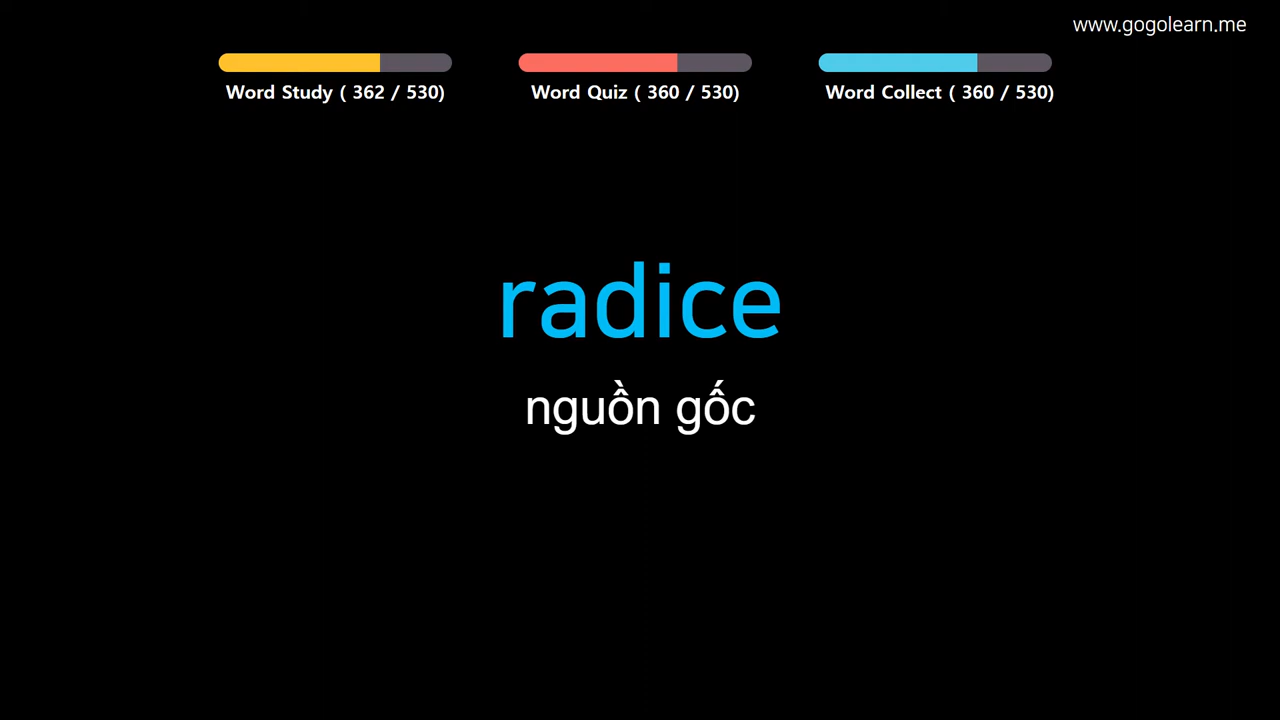 www.gogolearn.me
Word Study ( 362 / 530)
Word Quiz ( 360 / 530)
Word Collect ( 360 / 530)
radice
nguồn gốc